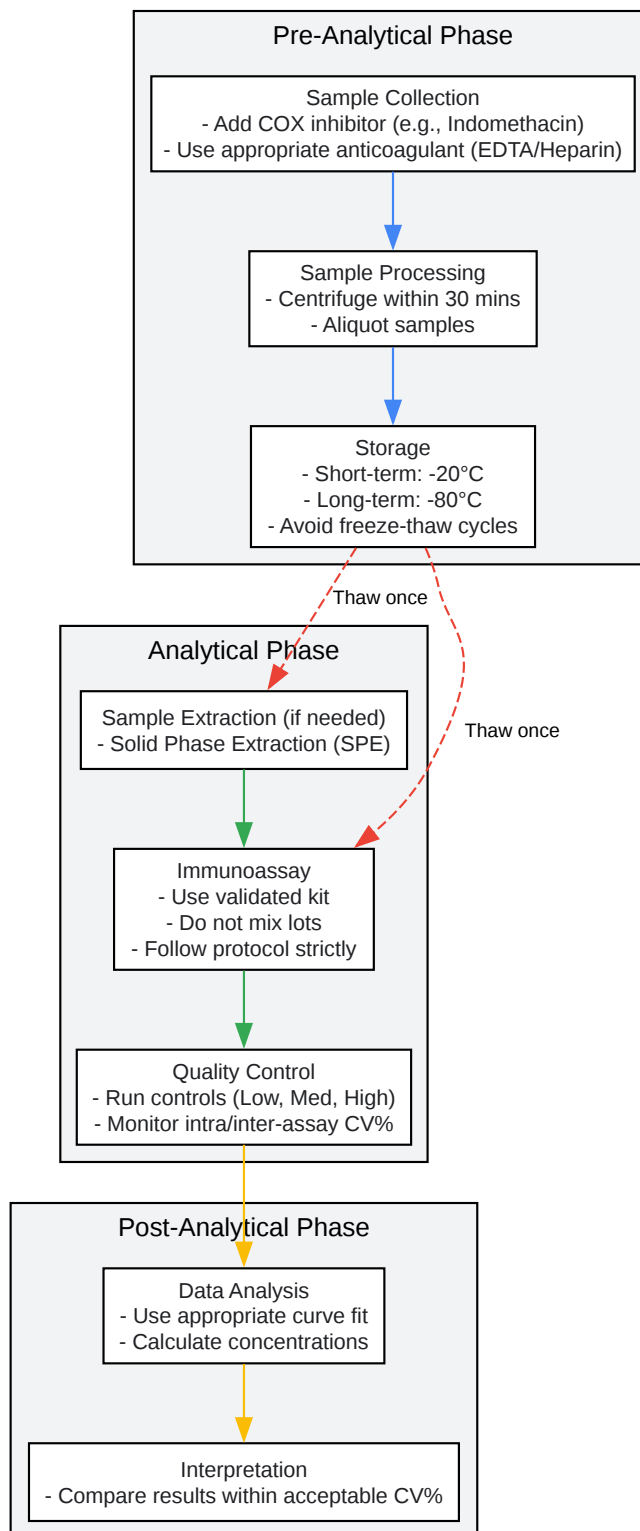 Pre-Analytical Phase
Sample Collection
- Add COX inhibitor (e.g., Indomethacin)
- Use appropriate anticoagulant (EDTA/Heparin)
Sample Processing
- Centrifuge within 30 mins
- Aliquot samples
Storage
- Short-term: -20°C
- Long-term: -80°C
- Avoid freeze-thaw cycles
Thaw once
Analytical Phase
Sample Extraction (if needed)
- Solid Phase Extraction (SPE)
Thaw once
Immunoassay
- Use validated kit
- Do not mix lots
- Follow protocol strictly
Quality Control
- Run controls (Low, Med, High)
- Monitor intra/inter-assay CV%
Post-Analytical Phase
Data Analysis
- Use appropriate curve fit
- Calculate concentrations
Interpretation
- Compare results within acceptable CV%